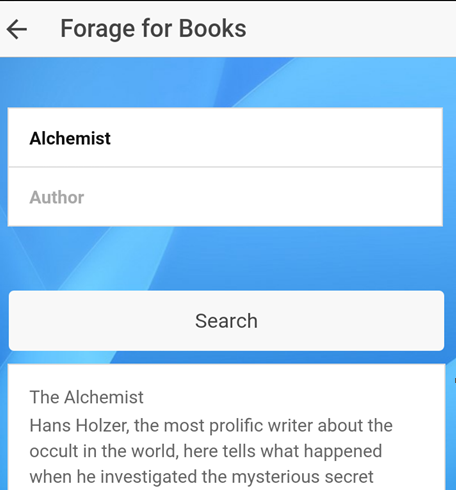 Forage for Books
Alchemist
Author
Search
The Alchemist
Hans Holzer, the most prolific writer about the
occult in the world, here tells what happened
when he investigated the mysterious secret